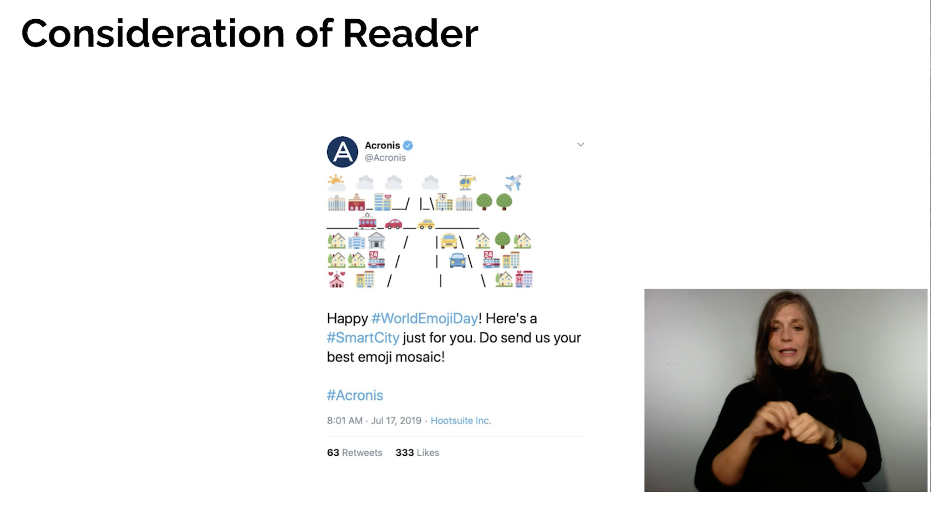 Consideration of Reader
Acronis
@Acronis
Happy #WorldEmojiDay! Here's a
#SmartCity just for you. Do send us your
best emoji mosaic!
#Acronis
8:01 AM · Jul 17, 2019 · Hootsuite Inc.
63 Retweets 333 Likes